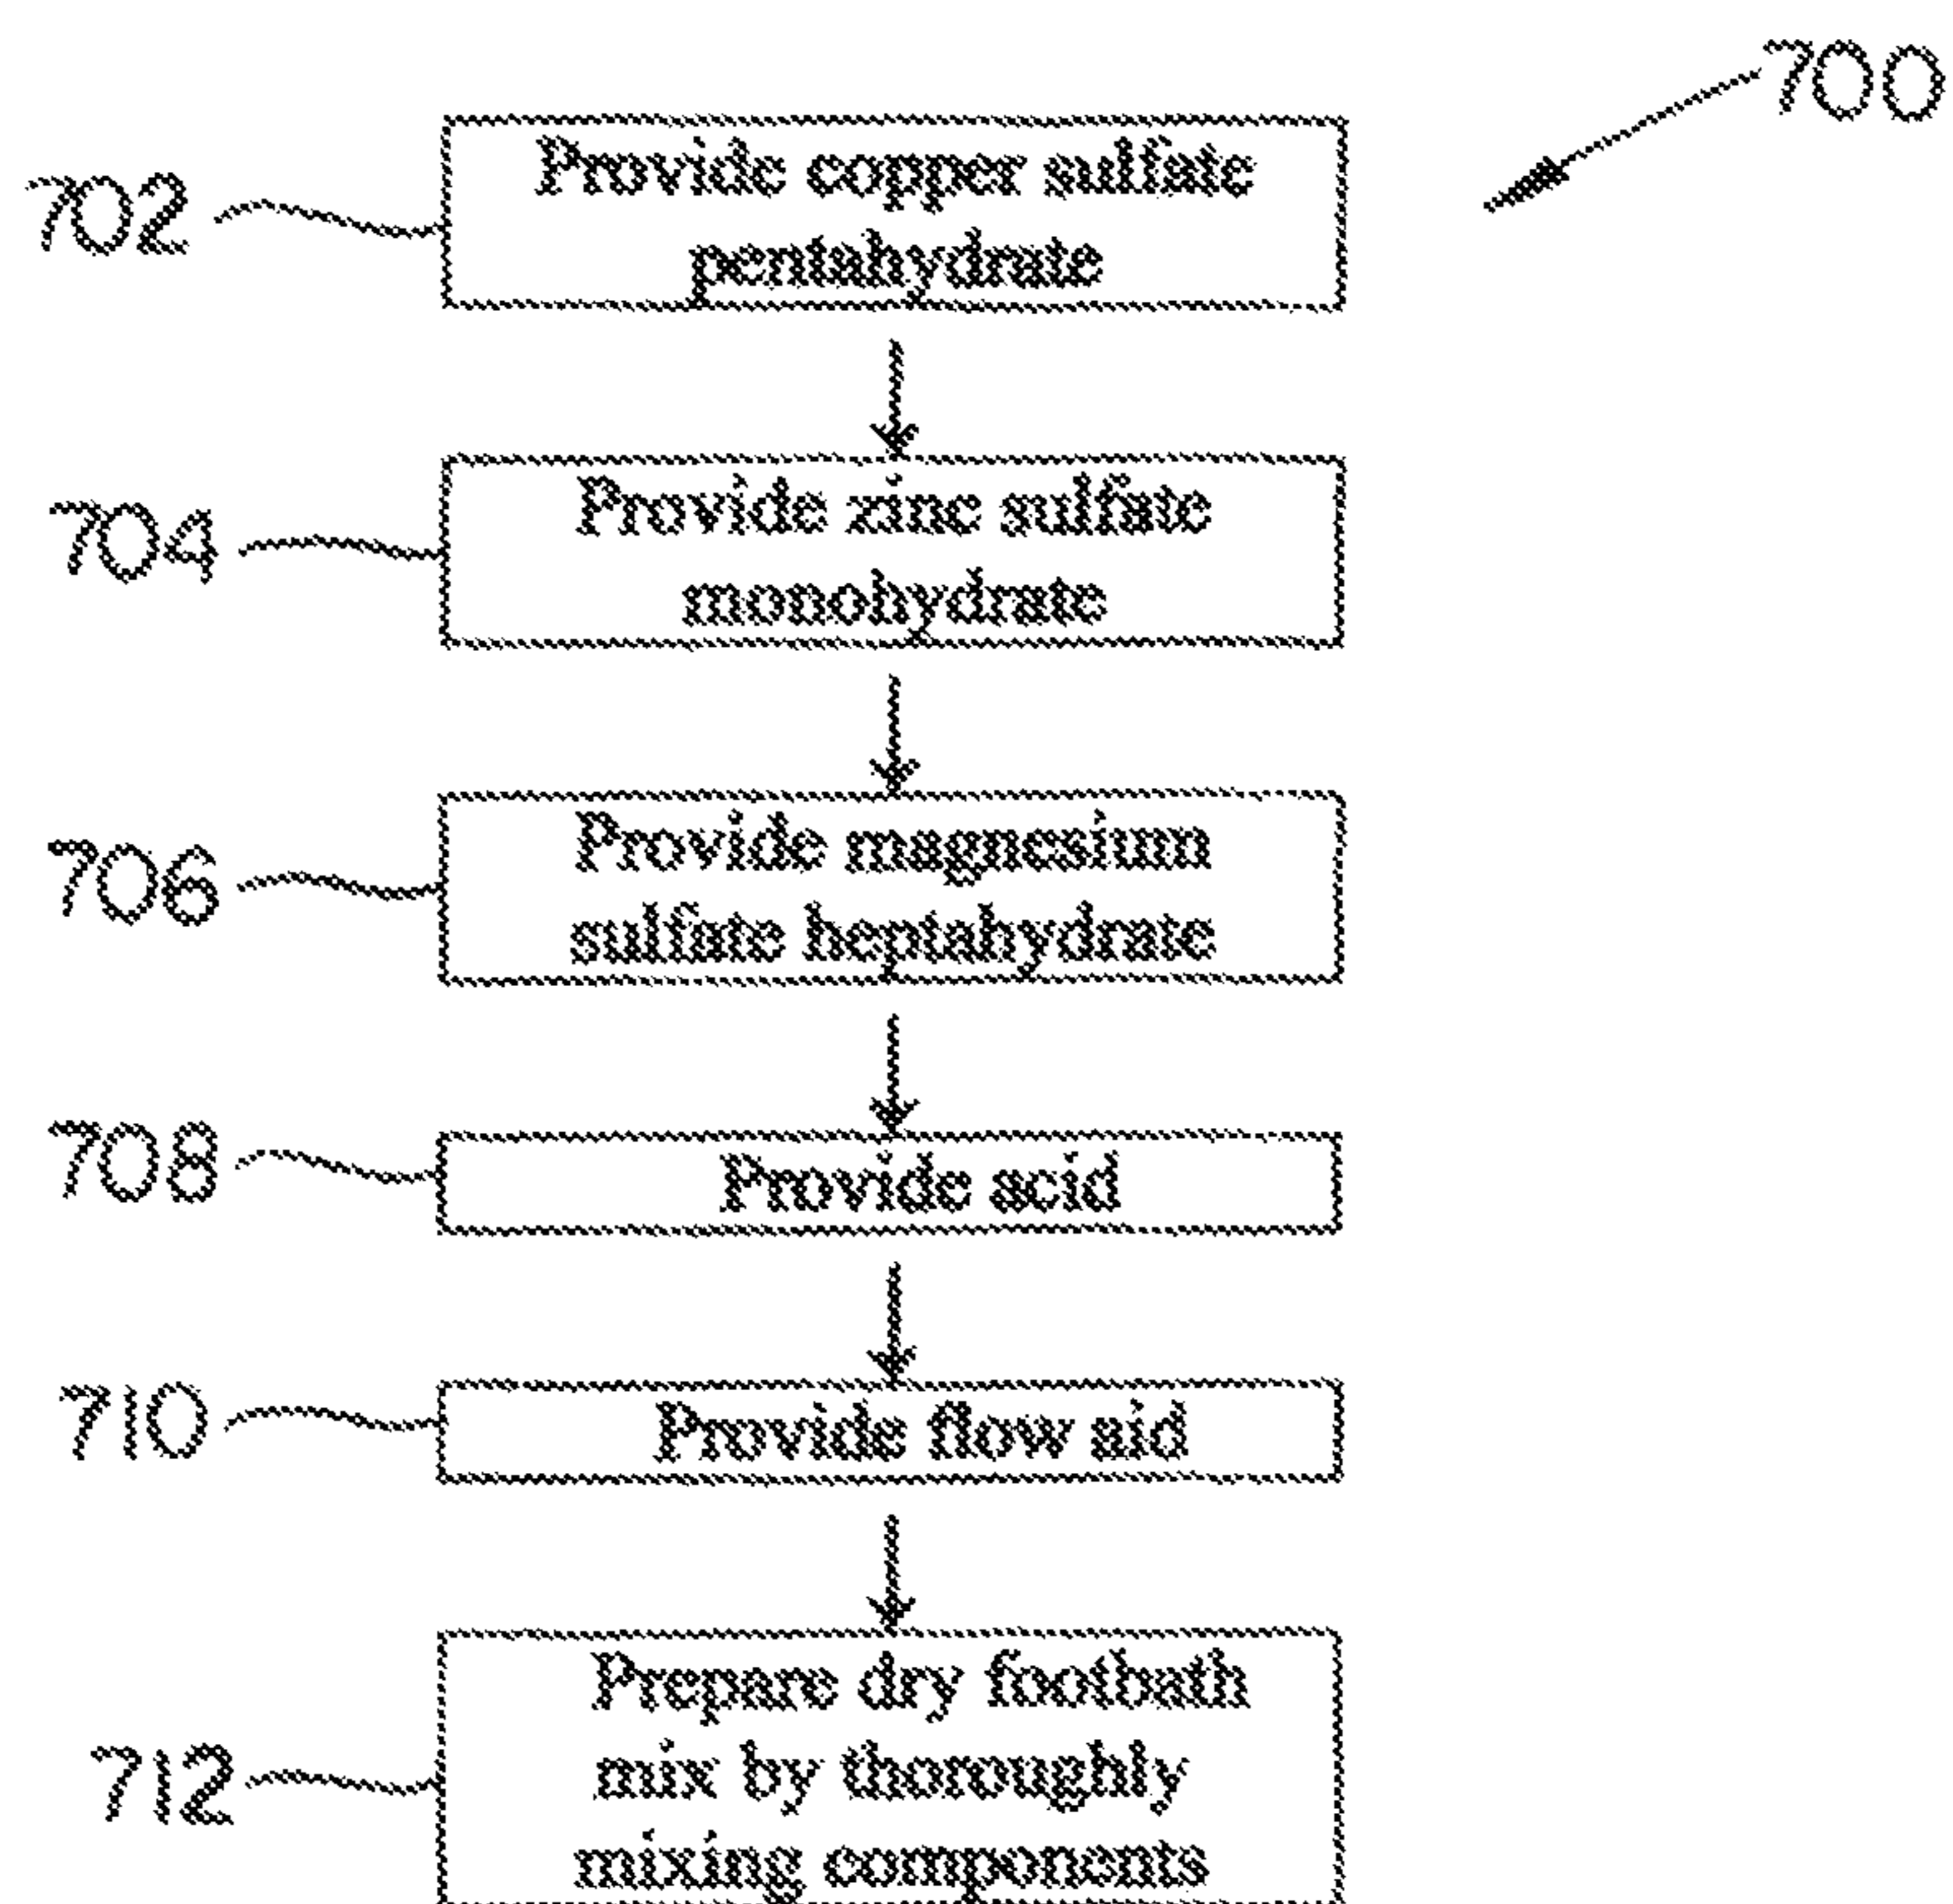 700
702
Provide copper sulfate
pentahydrate
704
Provide zinc sulfate
monohydrate
706
Provide magnesium
sulfate heptahydrate
708
Provide acid
710
Provide flow aid
712
Prepare dry footbath
mix by thoroughly
mixing components